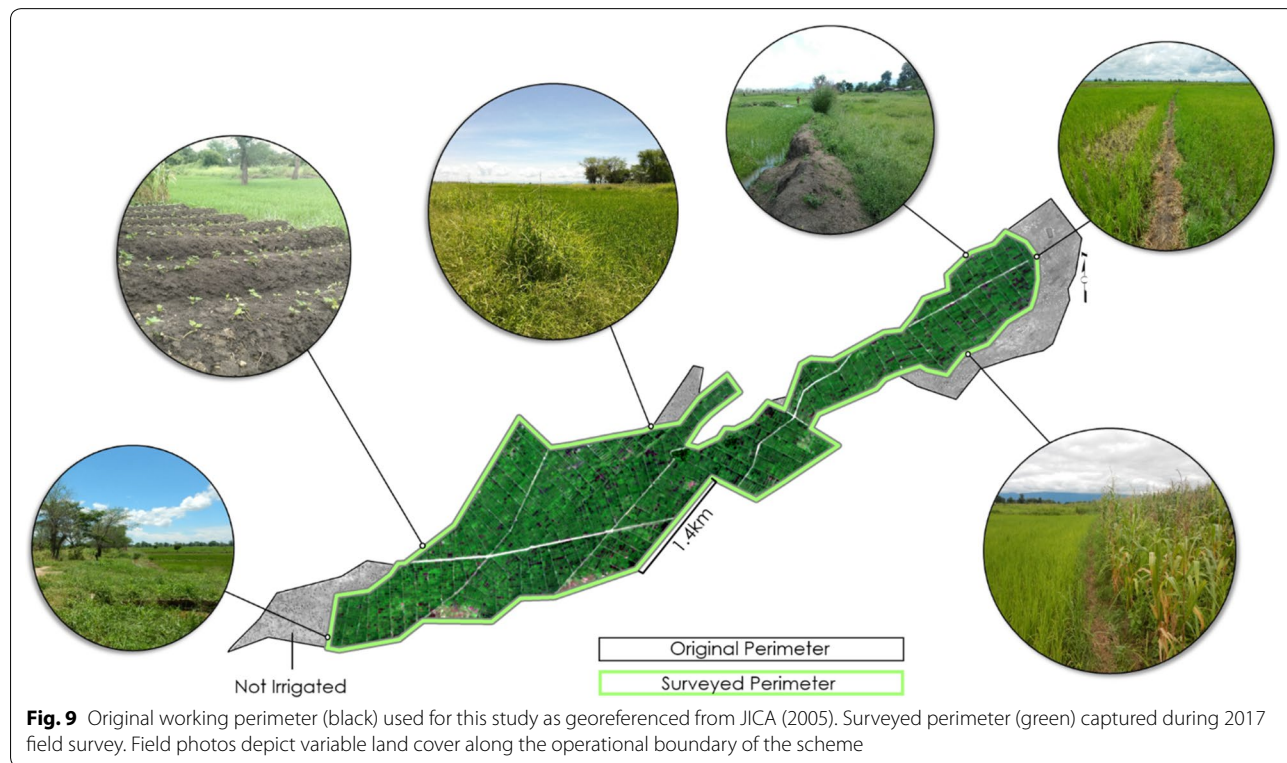 1.4km
Not Irrigated
Original Perimeter
Surveyed Perimeter
Fig. 9 Original working perimeter (black) used for this study as georeferenced from JICA (2005). Surveyed perimeter (green) captured during 2017
field survey. Field photos depict variable land cover along the operational boundary of the scheme